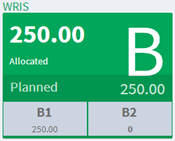 WRIS
250.00
B
Allocated
Planned 250.00
B1 B2
250.00 0